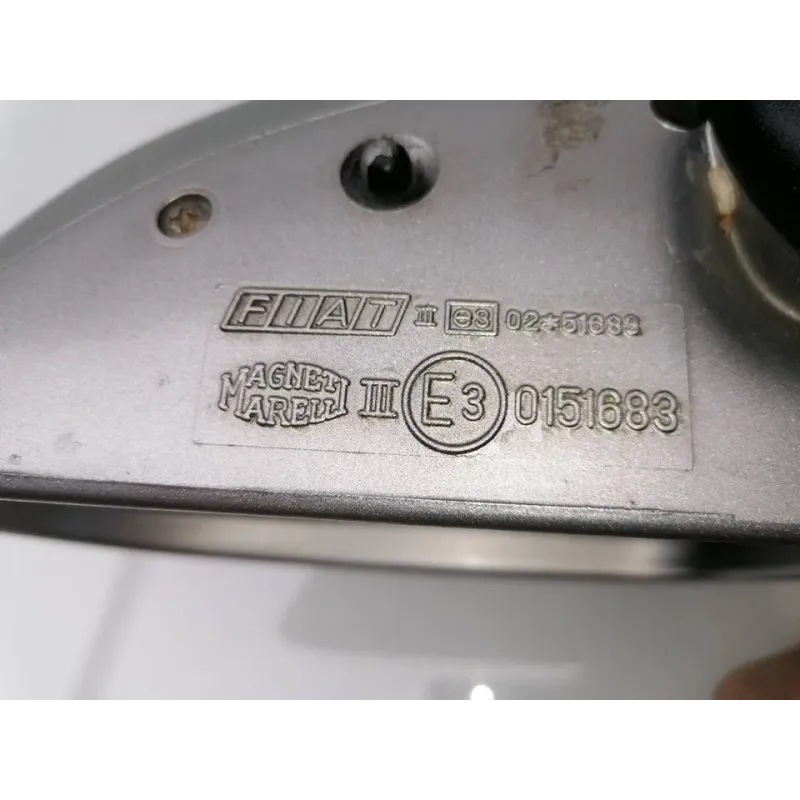 FIAT III e3 02*51683
MAGNETI MARELLI III E3 0151683